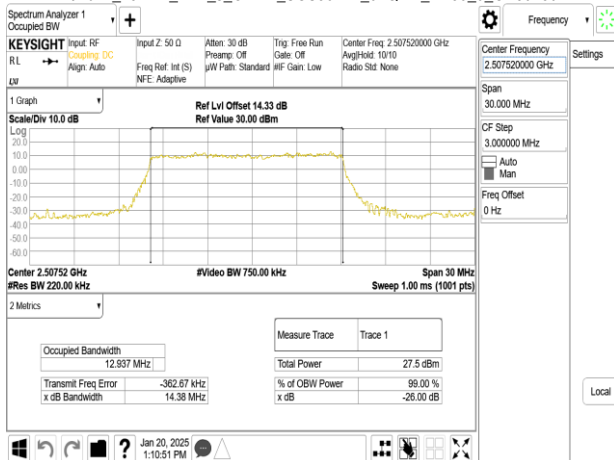 Spectrum Analyzer 1
Occupied BW
Frequency
KEYSIGHT
RL
Input: RF
Coupling: DC
Align: Auto
Input Z: 50 Ω
Freq Ref: Int (S)
NFE: Adaptive
Atten: 30 dB
Preamp: Off
µW Path: Standard
Trig: Free Run
Gate: Off
#IF Gain: Low
Center Freq: 2.507520000 GHz
Avg|Hold: 10/10
Radio Std: None
Center Frequency
2.507520000 GHz
Settings
Span
30.000 MHz
CF Step
3.000000 MHz
Auto
Man
Freq Offset
0 Hz
1 Graph
Scale/Div 10.0 dB
Ref Lvl Offset 14.33 dB
Ref Value 30.00 dBm
Log
20.0
10.0
0.00
-10.0
-20.0
-30.0
-40.0
-50.0
-60.0
Center 2.50752 GHz
#Res BW 220.00 kHz
#Video BW 750.00 kHz
Span 30 MHz
Sweep 1.00 ms (1001 pts)
2 Metrics
Measure Trace Trace 1
Occupied Bandwidth
12.937 MHz
Total Power 27.5 dBm
Transmit Freq Error -362.67 kHz
% of OBW Power 99.00 %
x dB Bandwidth 14.38 MHz
x dB -26.00 dB
Local
?
Jan 20, 2025
1:10:51 PM